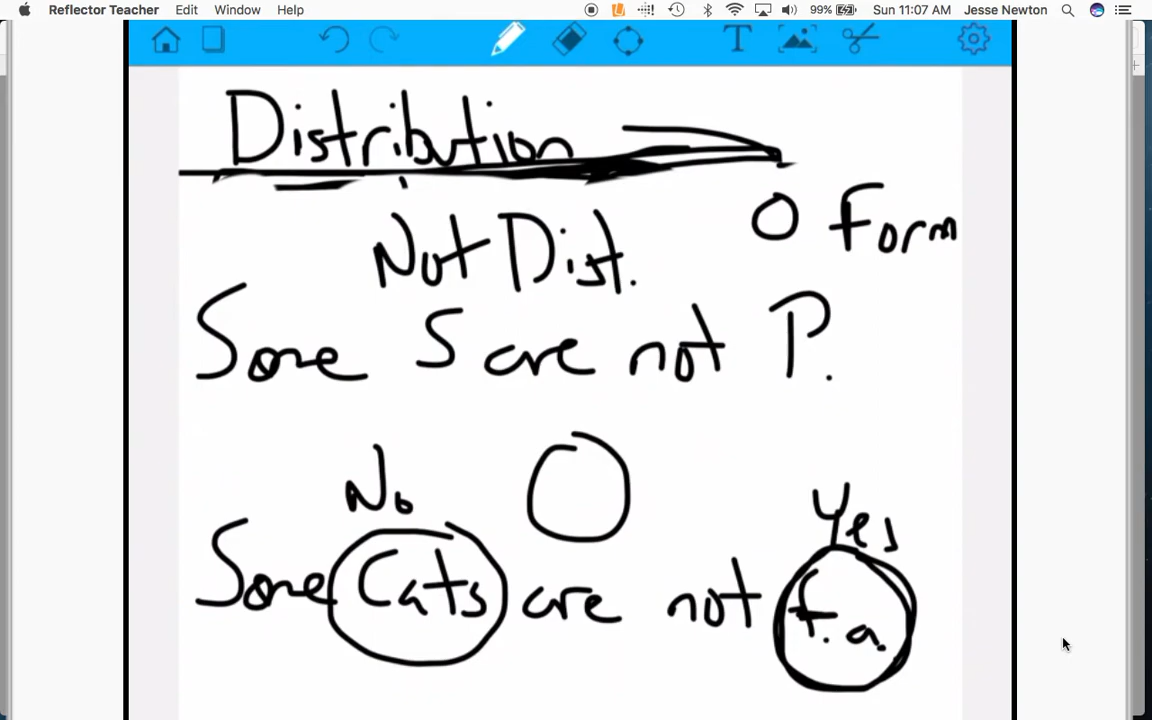 Reflector Teacher Edit Window Help 99% Sun 11:07 AM Jesse Newton
T
Distribution
O Form
Not Dist.
Some S are not P.
No O Yes
Some Cats are not f.a.